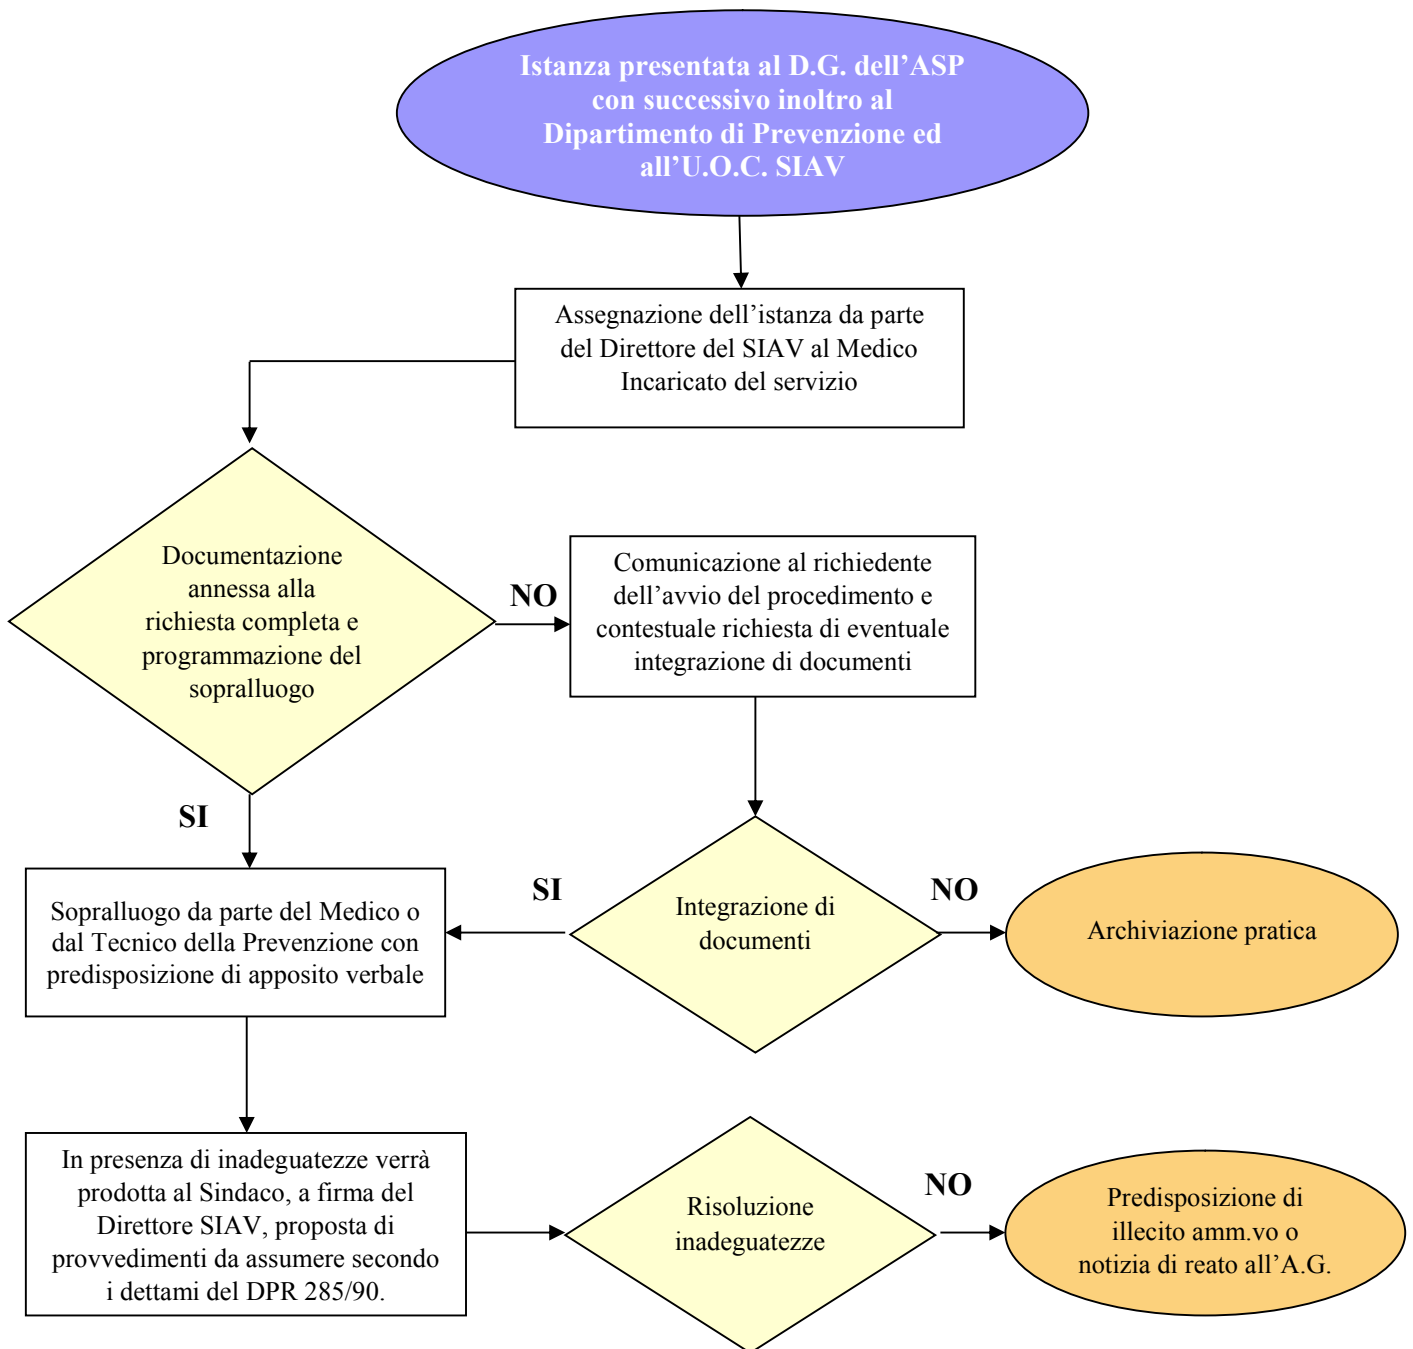 Istanza presentata al D.G. dell’ASP
con successivo inoltro al
Dipartimento di Prevenzione ed
all’U.O.C. SIAV
Assegnazione dell’istanza da parte
del Direttore del SIAV al Medico
Incaricato del servizio
Documentazione
annessa alla
richiesta completa e
programmazione del
sopralluogo
NO
Comunicazione al richiedente
dell’avvio del procedimento e
contestuale richiesta di eventuale
integrazione di documenti
SI
Sopralluogo da parte del Medico o
dal Tecnico della Prevenzione con
predisposizione di apposito verbale
SI
Integrazione di
documenti
NO
Archiviazione pratica
In presenza di inadeguatezze verrà
prodotta al Sindaco, a firma del
Direttore SIAV, proposta di
provvedimenti da assumere secondo
i dettami del DPR 285/90.
Risoluzione
inadeguatezze
NO
Predisposizione di
illecito amm.vo o
notizia di reato all’A.G.